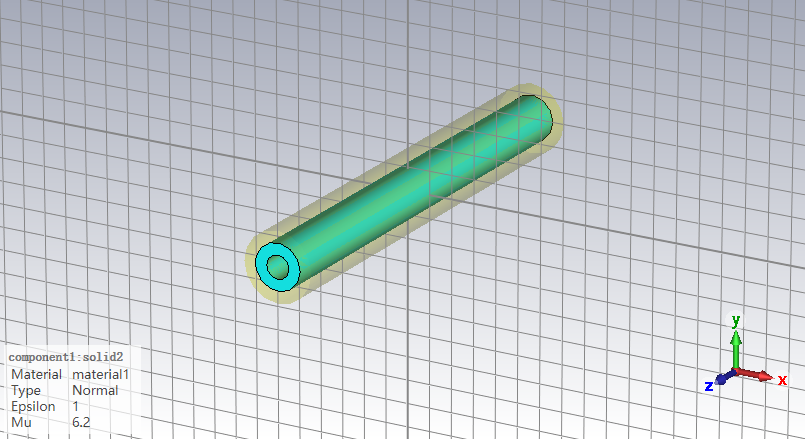 component1:solid2
Material material1
Type Normal
Epsilon 1
Mu 6.2
y
x
z